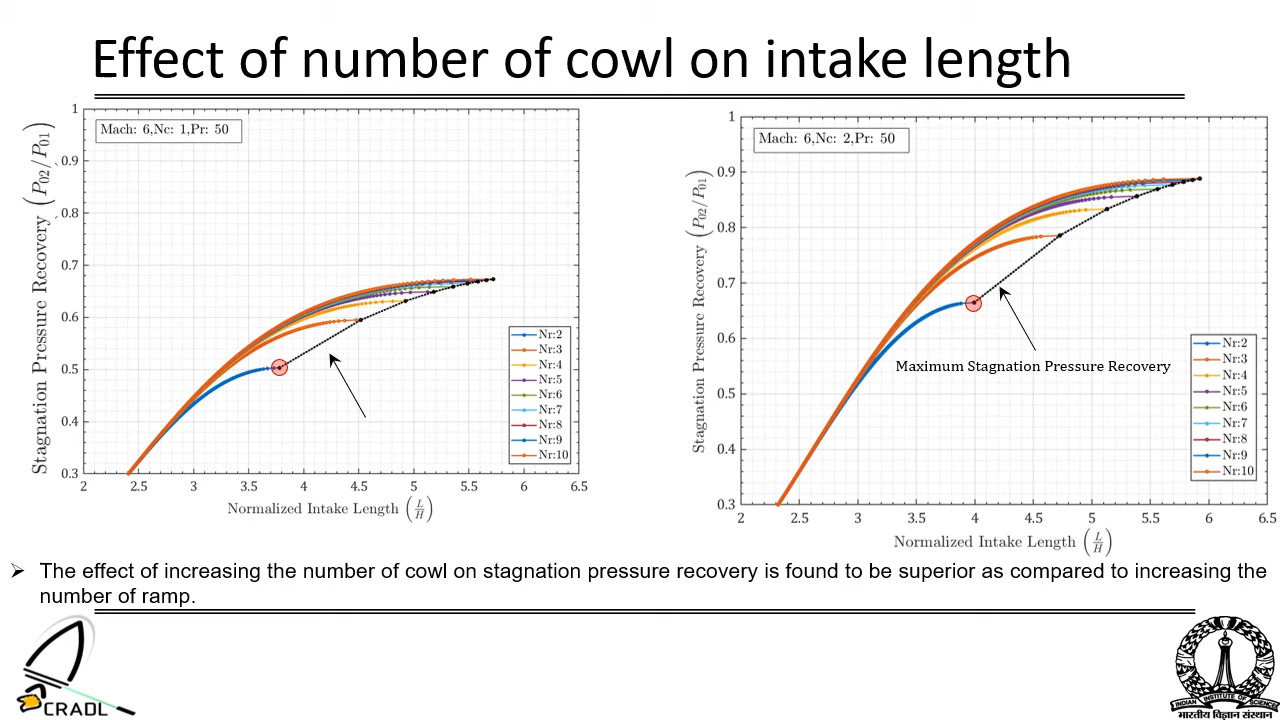 Effect of number of cowl on intake length
Mach: 6,Nc: 1,Pr: 50
Stagnation Pressure Recovery (P02/P01)
1
0.9
0.8
0.7
0.6
0.5
0.4
0.3
2 2.5 3 3.5 4 4.5 5 5.5 6 6.5
Normalized Intake Length (L/H)
Nr:2
Nr:3
Nr:4
Nr:5
Nr:6
Nr:7
Nr:8
Nr:9
Nr:10
Mach: 6,Nc: 2,Pr: 50
Stagnation Pressure Recovery (P02/P01)
1
0.9
0.8
0.7
0.6
0.5
0.4
0.3
2 2.5 3 3.5 4 4.5 5 5.5 6 6.5
Normalized Intake Length (L/H)
Maximum Stagnation Pressure Recovery
Nr:2
Nr:3
Nr:4
Nr:5
Nr:6
Nr:7
Nr:8
Nr:9
Nr:10
➢ The effect of increasing the number of cowl on stagnation pressure recovery is found to be superior as compared to increasing the
number of ramp.
CRADL
INDIAN INSTITUTE OF SCIENCE
भारतीय विज्ञान संस्थान